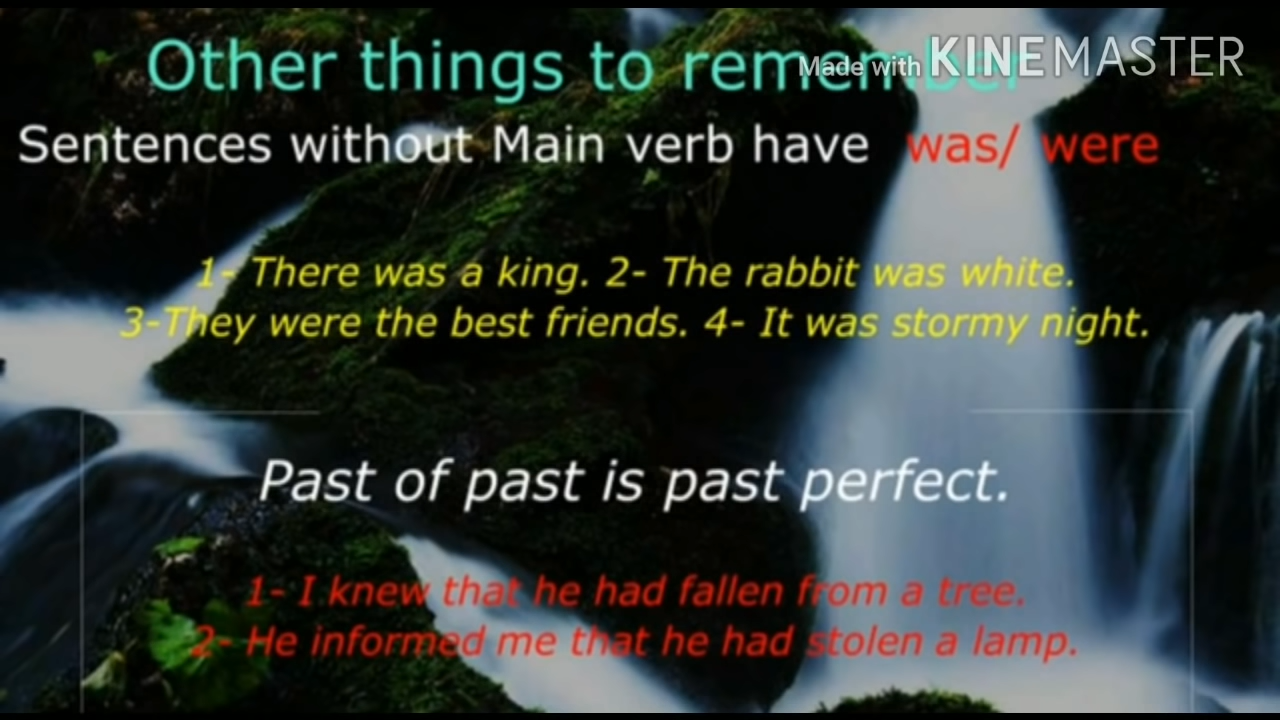 Other things to remember
Made with KINEMASTER
Sentences without Main verb have was/ were
1- There was a king. 2- The rabbit was white.
3-They were the best friends. 4- It was stormy night.
Past of past is past perfect.
1- I knew that he had fallen from a tree.
2- He informed me that he had stolen a lamp.